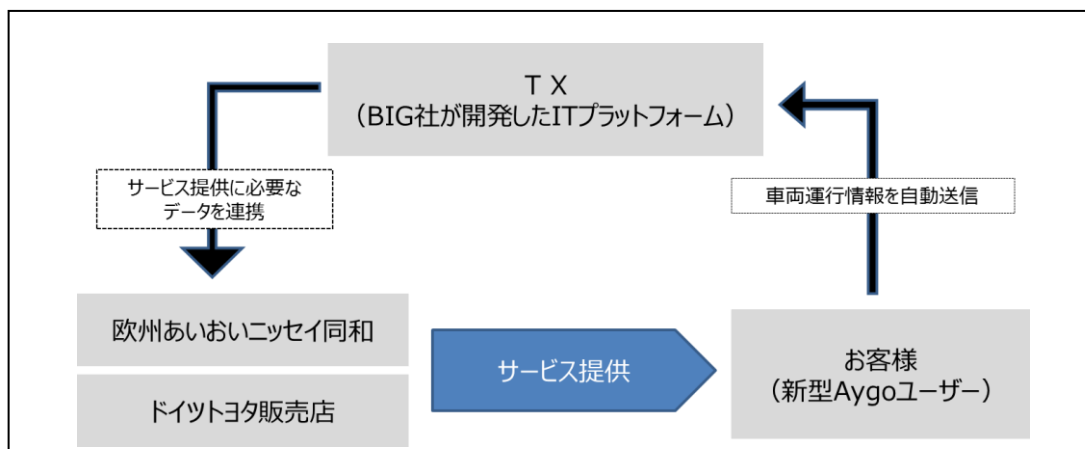 ＴＸ
（BIG社が開発したITプラットフォーム）
サービス提供に必要な
データを連携
車両運行情報を自動送信
欧州あいおいニッセイ同和
ドイツトヨタ販売店
サービス提供
お客様
（新型Aygoユーザー）